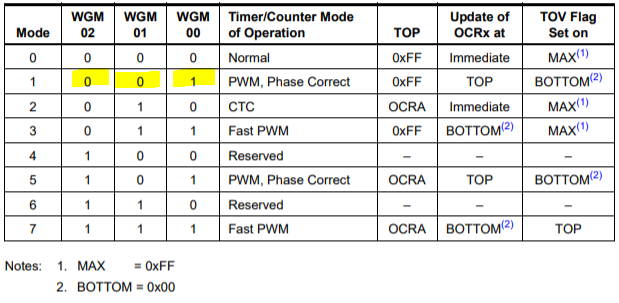 Mode WGM 02 WGM 01 WGM 00 Timer/Counter Mode of Operation TOP Update of OCRx at TOV Flag Set on
0 0 0 0 Normal 0xFF Immediate MAX(1)
1 0 0 1 PWM, Phase Correct 0xFF TOP BOTTOM(2)
2 0 1 0 CTC OCRA Immediate MAX(1)
3 0 1 1 Fast PWM 0xFF BOTTOM(2) MAX(1)
4 1 0 0 Reserved – – –
5 1 0 1 PWM, Phase Correct OCRA TOP BOTTOM(2)
6 1 1 0 Reserved – – –
7 1 1 1 Fast PWM OCRA BOTTOM(2) TOP
Notes: 1. MAX = 0xFF
2. BOTTOM = 0x00